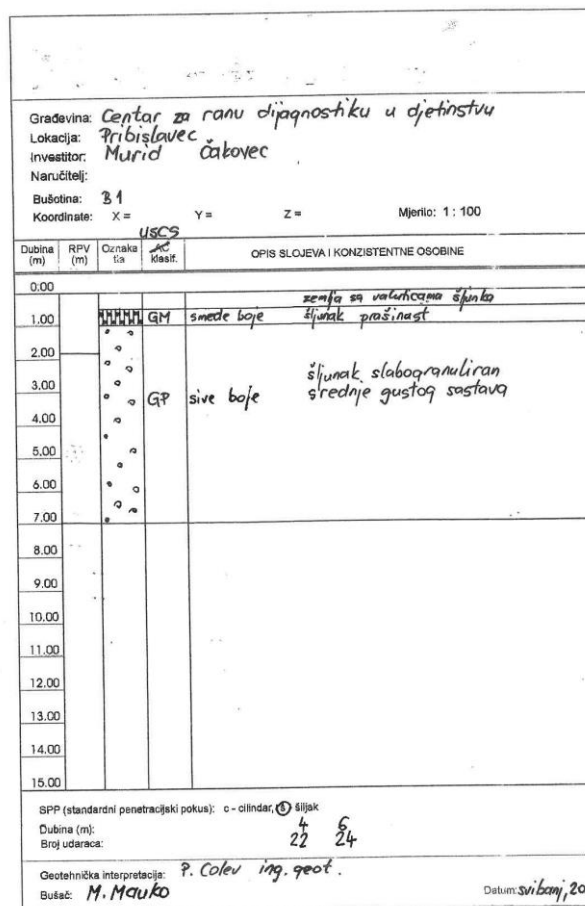 Građevina: Centar za ranu dijagnostiku u djetinstvu
Lokacija: Pribislavec
Investitor: Murid Čakovec
Naručitelj:
Bušotina: B1
Koordinate: X = Y = Z = Mjerilo: 1 : 100
USCS
Dubina (m) RPV (m) Oznaka tla AC klasif. OPIS SLOJEVA I KONZISTENTNE OSOBINE
0.00
zemlja sa valuticama šljunka
1.00 GM smeđe boje šljunak prašinast
2.00
šljunak slabogranuliran
3.00 GP sive boje srednje gustog sastava
4.00
5.00
6.00
7.00
8.00
9.00
10.00
11.00
12.00
13.00
14.00
15.00
SPP (standardni penetracijski pokus): c - cilindar, š šiljak
Dubina (m): 4 6
Broj udaraca: 22 24
Geotehnička interpretacija: P. Colev ing. geot.
Bušač: M. Mauko Datum: svibanj, 20